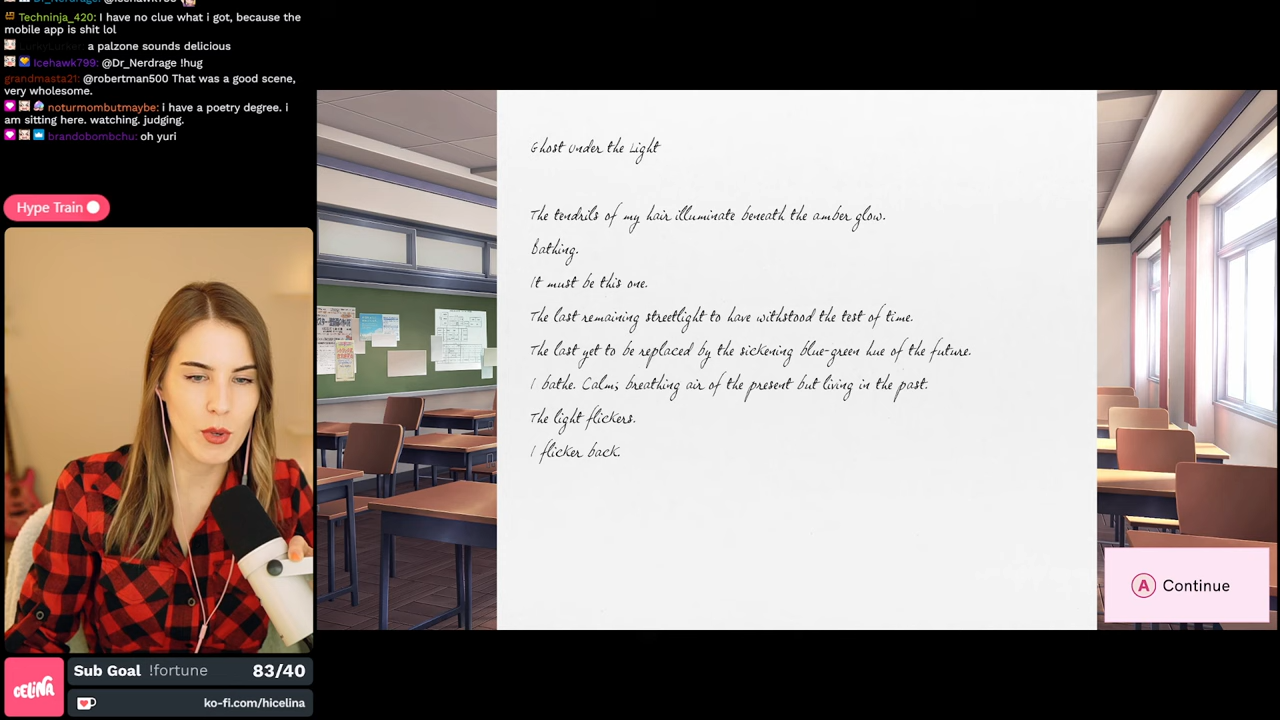 Techninja_420: I have no clue what i got, because the
mobile app is shit lol
LurkyLurker: a palzone sounds delicious
Icehawk799: @Dr_Nerdrage !hug
grandmasta21: @robertman500 That was a good scene,
very wholesome.
noturmombutmaybe: i have a poetry degree. i
am sitting here. watching. judging.
brandobombchu: oh yuri
Hype Train
Ghost Under the Light
The tendrils of my hair illuminate beneath the amber glow.
Bathing.
It must be this one.
The last remaining streetlight to have withstood the test of time.
The last yet to be replaced by the sickening blue-green hue of the future.
I bathe. Calm; breathing air of the present but living in the past.
The light flickers.
I flicker back.
A Continue
CELINA
Sub Goal !fortune 83/40
ko-fi.com/hicelina